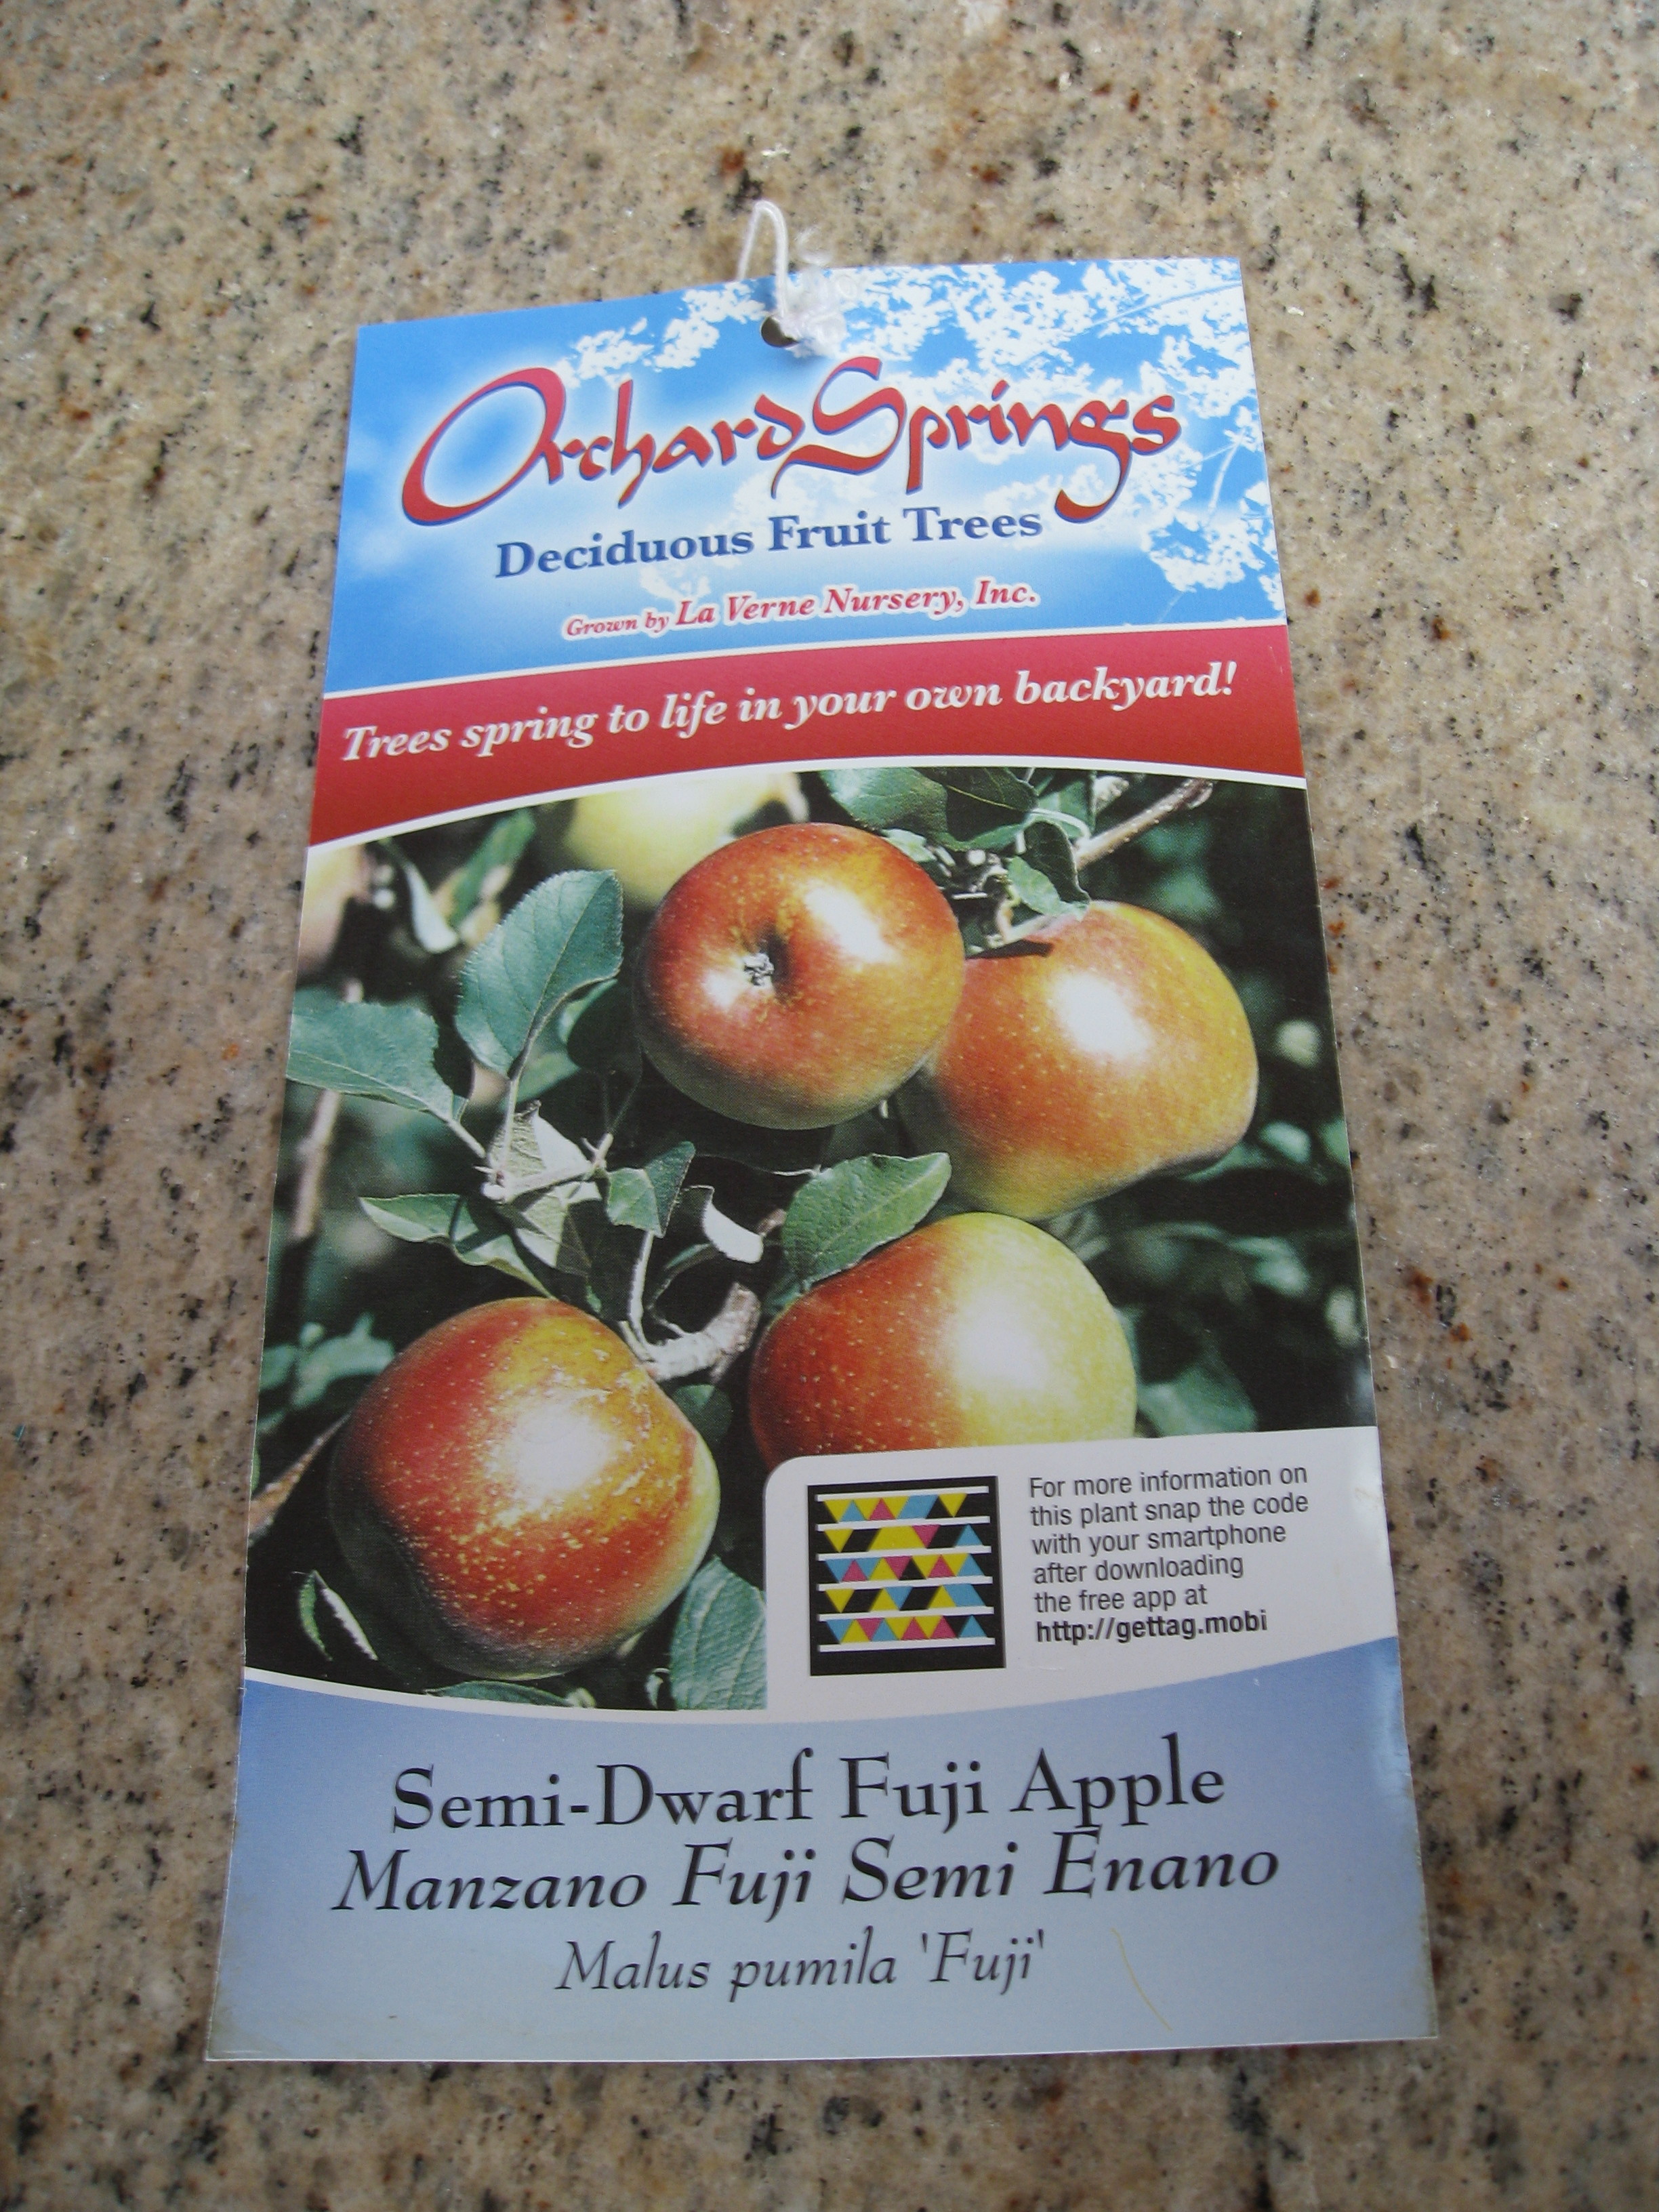 Orchard Springs
Deciduous Fruit Trees
Grown by La Verne Nursery, Inc.
Trees spring to life in your own backyard!
For more information on
this plant snap the code
with your smartphone
after downloading
the free app at
http://gettag.mobi
Semi-Dwarf Fuji Apple
Manzano Fuji Semi Enano
Malus pumila 'Fuji'